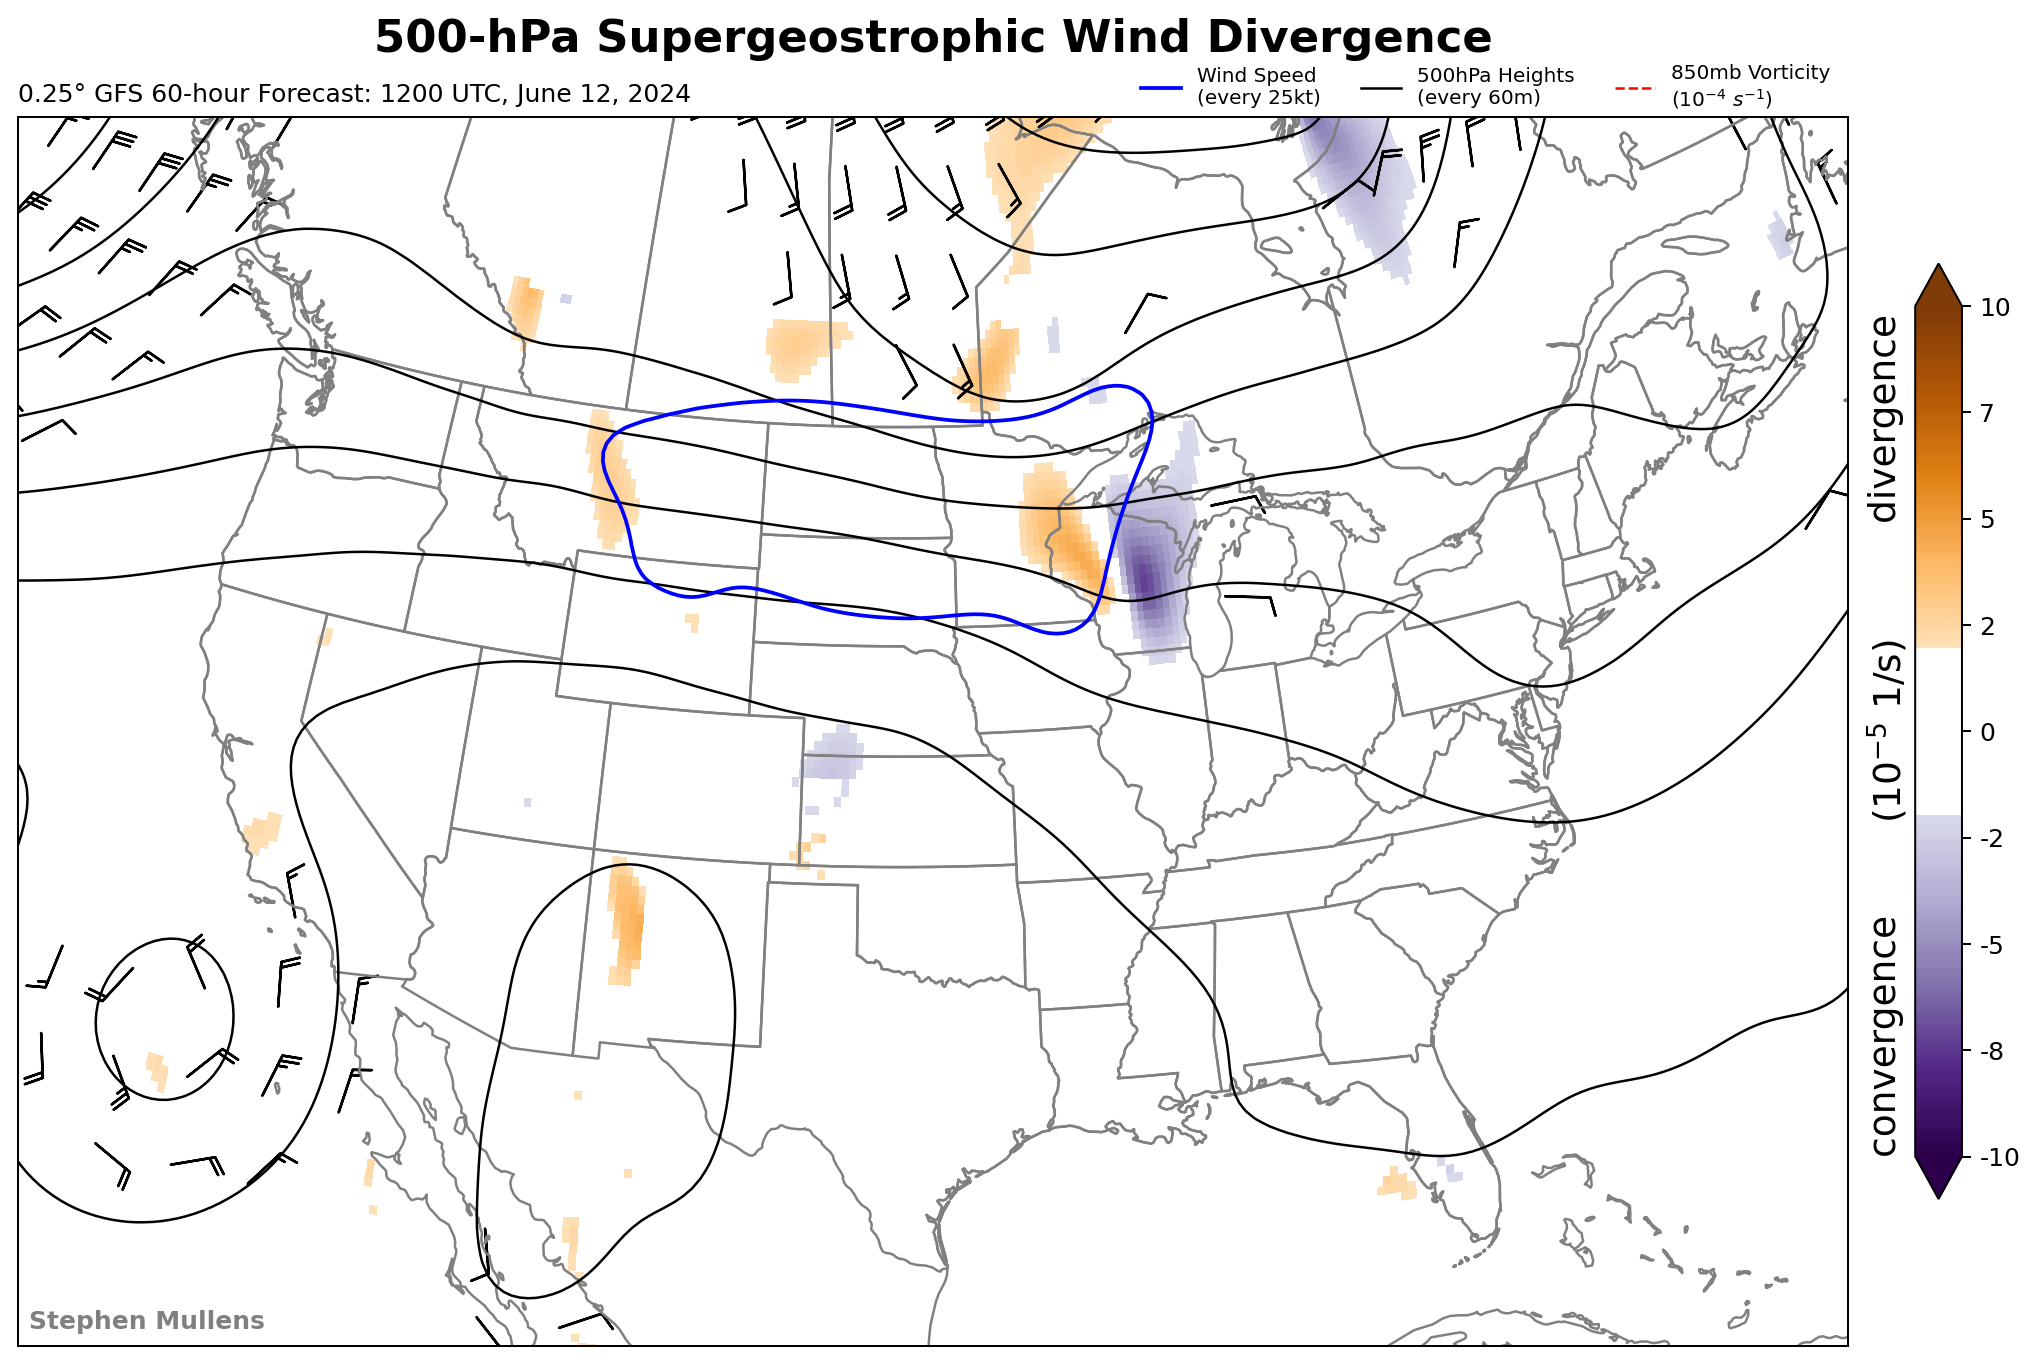 500-hPa Supergeostrophic Wind Divergence
0.25° GFS 60-hour Forecast: 1200 UTC, June 12, 2024
Wind Speed
(every 25kt)
500hPa Heights
(every 60m)
850mb Vorticity
(10⁻⁴ s⁻¹)
10
7
5
2
0
-2
-5
-8
-10
convergence (10⁻⁵ 1/s) divergence
Stephen Mullens